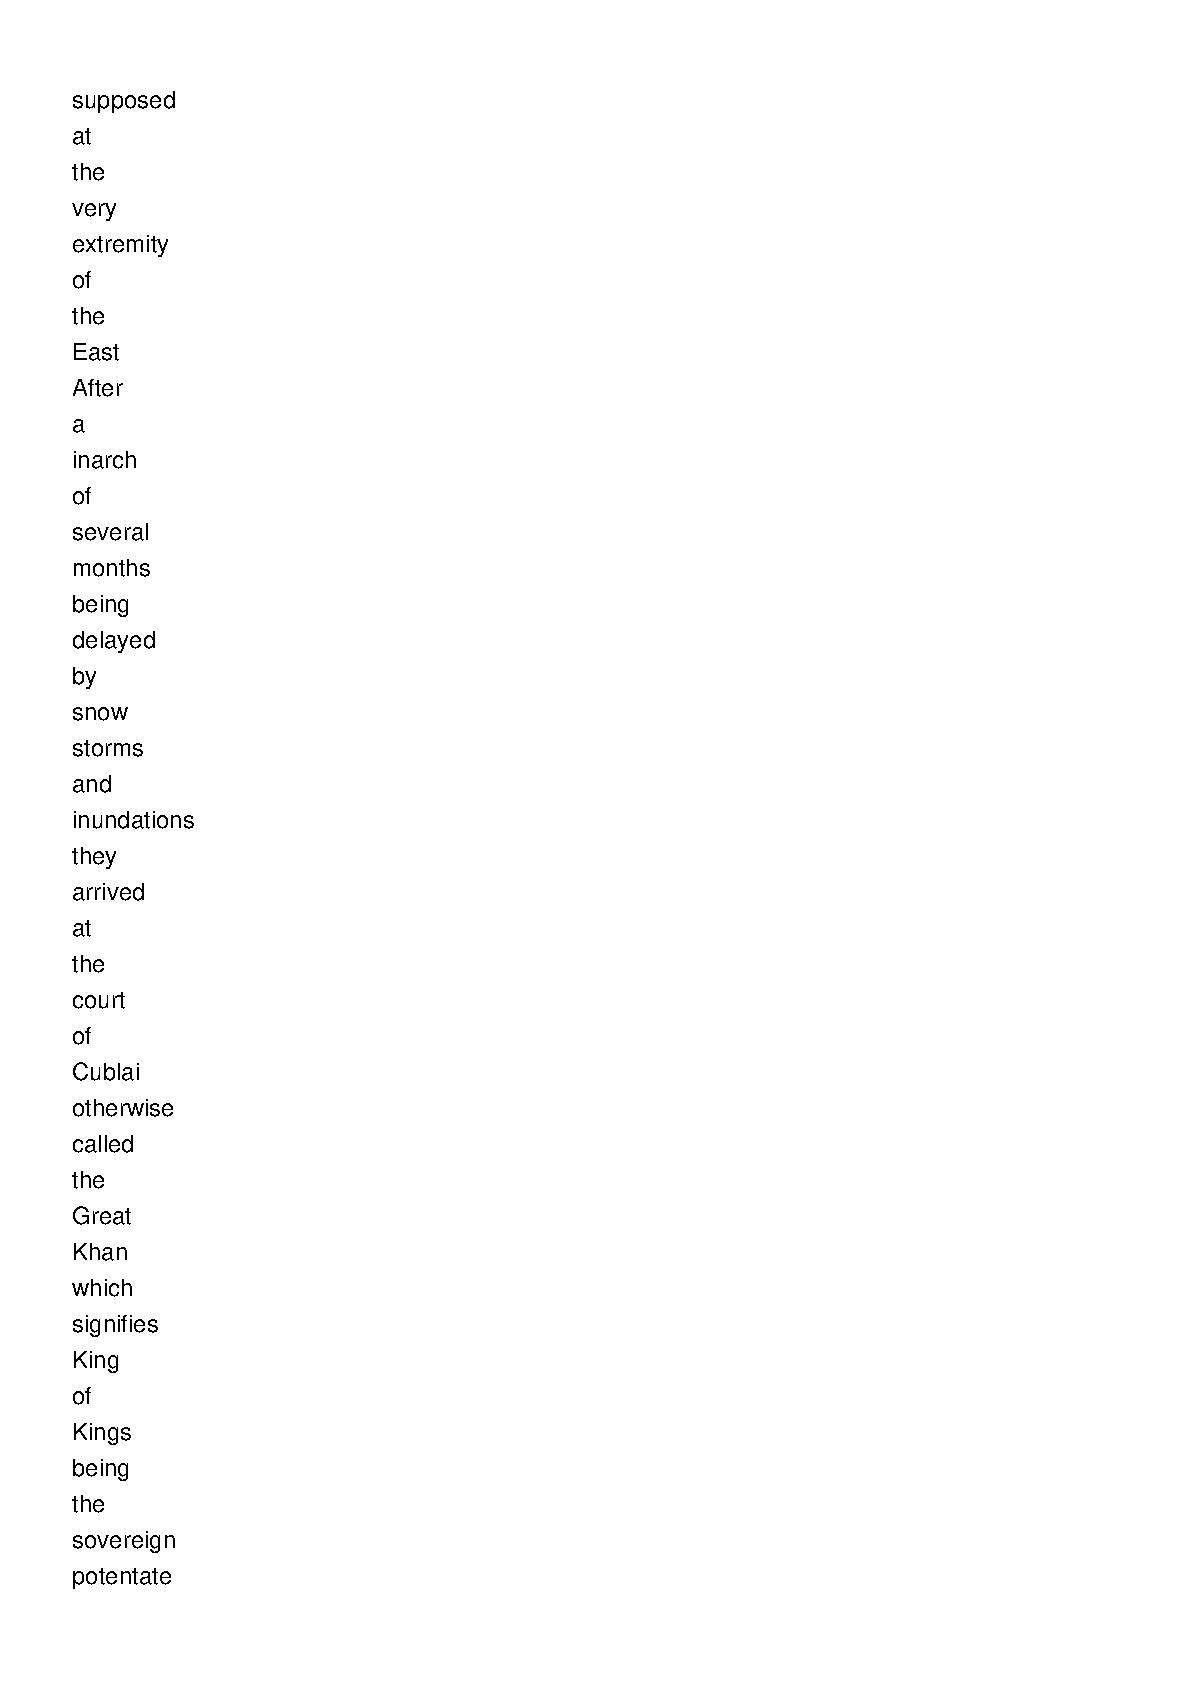 supposed
at
the
very
extremity
of
the
East
After
a
inarch
of
several
months
being
delayed
by
snow
storms
and
inundations
they
arrived
at
the
court
of
Cublai
otherwise
called
the
Great
Khan
which
signifies
King
of
Kings
being
the
sovereign
potentate